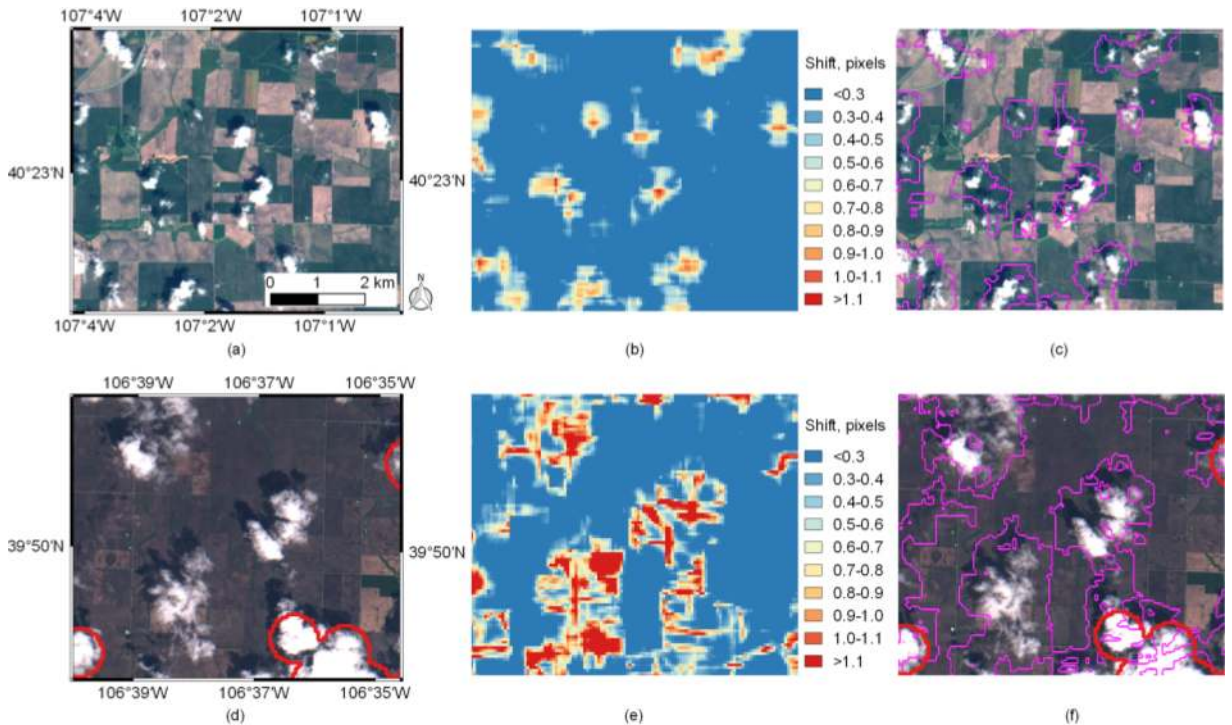 107°4'W 107°2'W 107°1'W
40°23'N
0 1 2 km
N
107°4'W 107°2'W 107°1'W
(a)
40°23'N
Shift, pixels
<0.3
0.3-0.4
0.4-0.5
0.5-0.6
0.6-0.7
0.7-0.8
0.8-0.9
0.9-1.0
1.0-1.1
>1.1
(b)
(c)
106°39'W 106°37'W 106°35'W
39°50'N
106°39'W 106°37'W 106°35'W
(d)
39°50'N
Shift, pixels
<0.3
0.3-0.4
0.4-0.5
0.5-0.6
0.6-0.7
0.7-0.8
0.8-0.9
0.9-1.0
1.0-1.1
>1.1
(e)
(f)